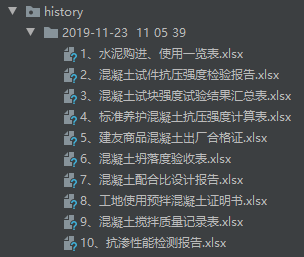 history
2019-11-23 11 05 39
1、水泥购进、使用一览表.xlsx
2、混凝土试件抗压强度检验报告.xlsx
3、混凝土试块强度试验结果汇总表.xlsx
4、标准养护混凝土抗压强度计算表.xlsx
5、建友商品混凝土出厂合格证.xlsx
6、混凝土坍落度验收表.xlsx
7、混凝土配合比设计报告.xlsx
8、工地使用预拌混凝土证明书.xlsx
9、混凝土搅拌质量记录表.xlsx
10、抗渗性能检测报告.xlsx